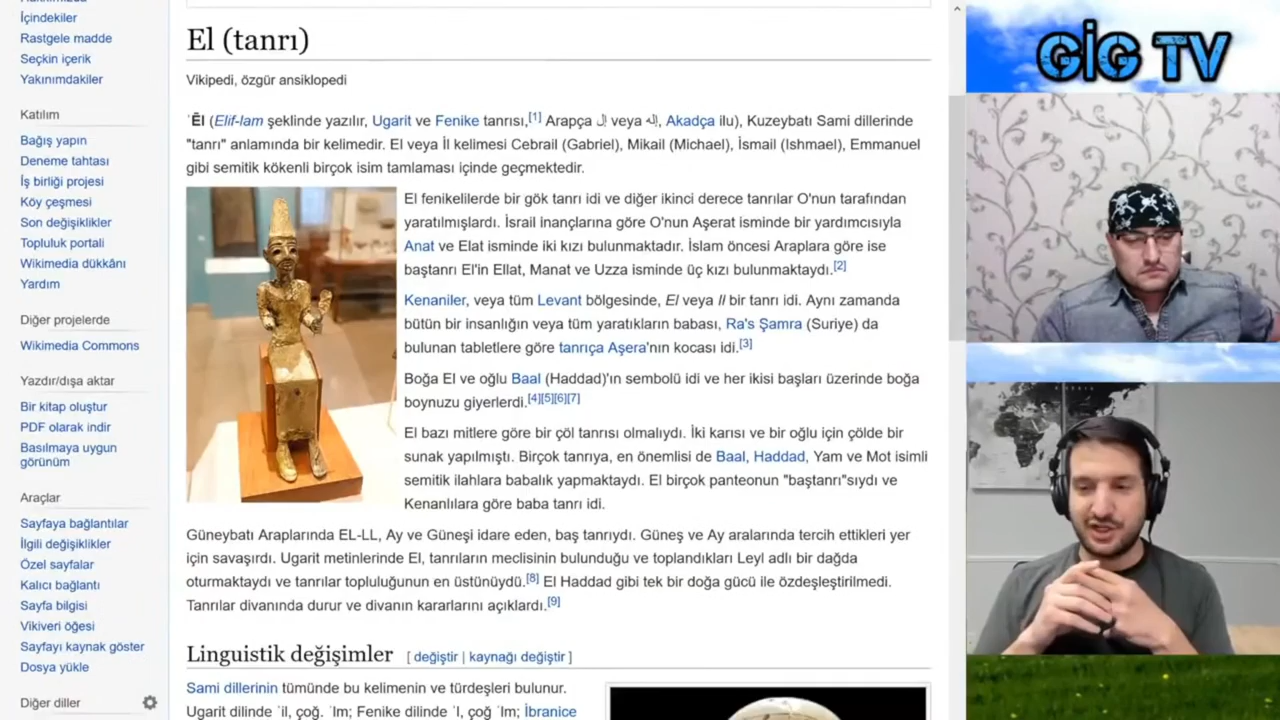 İçindekiler
Rastgele madde
Seçkin içerik
Yakınımdakiler
Katılım
Bağış yapın
Deneme tahtası
İş birliği projesi
Köy çeşmesi
Son değişiklikler
Topluluk portali
Wikimedia dükkânı
Yardım
Diğer projelerde
Wikimedia Commons
Yazdır/dışa aktar
Bir kitap oluştur
PDF olarak indir
Basılmaya uygun
görünüm
Araçlar
Sayfaya bağlantılar
İlgili değişiklikler
Özel sayfalar
Kalıcı bağlantı
Sayfa bilgisi
Vikiveri öğesi
Sayfayı kaynak göster
Dosya yükle
Diğer diller
El (tanrı)
Vikipedi, özgür ansiklopedi
ʾĒl (Elif-lam şeklinde yazılır, Ugarit ve Fenike tanrısı,[1] Arapça إل veya إله, Akadça ilu), Kuzeybatı Sami dillerinde
"tanrı" anlamında bir kelimedir. El veya İl kelimesi Cebrail (Gabriel), Mikail (Michael), İsmail (Ishmael), Emmanuel
gibi semitik kökenli birçok isim tamlaması içinde geçmektedir.
El fenikelilerde bir gök tanrı idi ve diğer ikinci derece tanrılar O'nun tarafından
yaratılmışlardı. İsrail inançlarına göre O'nun Aşerat isminde bir yardımcısıyla
Anat ve Elat isminde iki kızı bulunmaktadır. İslam öncesi Araplara göre ise
baştanrı El'in Ellat, Manat ve Uzza isminde üç kızı bulunmaktaydı.[2]
Kenaniler, veya tüm Levant bölgesinde, El veya Il bir tanrı idi. Aynı zamanda
bütün bir insanlığın veya tüm yaratıkların babası, Ra's Şamra (Suriye) da
bulunan tabletlere göre tanrıça Aşera'nın kocası idi.[3]
Boğa El ve oğlu Baal (Haddad)'ın sembolü idi ve her ikisi başları üzerinde boğa
boynuzu giyerlerdi.[4][5][6][7]
El bazı mitlere göre bir çöl tanrısı olmalıydı. İki karısı ve bir oğlu için çölde bir
sunak yapılmıştı. Birçok tanrıya, en önemlisi de Baal, Haddad, Yam ve Mot isimli
semitik ilahlara babalık yapmaktaydı. El birçok panteonun "baştanrı"sıydı ve
Kenanlılara göre baba tanrı idi.
Güneybatı Araplarında EL-LL, Ay ve Güneşi idare eden, baş tanrıydı. Güneş ve Ay aralarında tercih ettikleri yer
için savaşırdı. Ugarit metinlerinde El, tanrıların meclisinin bulunduğu ve toplandıkları Leyl adlı bir dağda
oturmaktaydı ve tanrılar topluluğunun en üstünüydü.[8] El Haddad gibi tek bir doğa gücü ile özdeşleştirilmedi.
Tanrılar divanında durur ve divanın kararlarını açıklardı.[9]
Linguistik değişimler [ değiştir | kaynağı değiştir ]
Sami dillerinin tümünde bu kelimenin ve türdeşleri bulunur.
Ugarit dilinde ʾil, çoğ. ʾlm; Fenike dilinde ʾl, çoğ ʾlm; İbranice
GİG TV